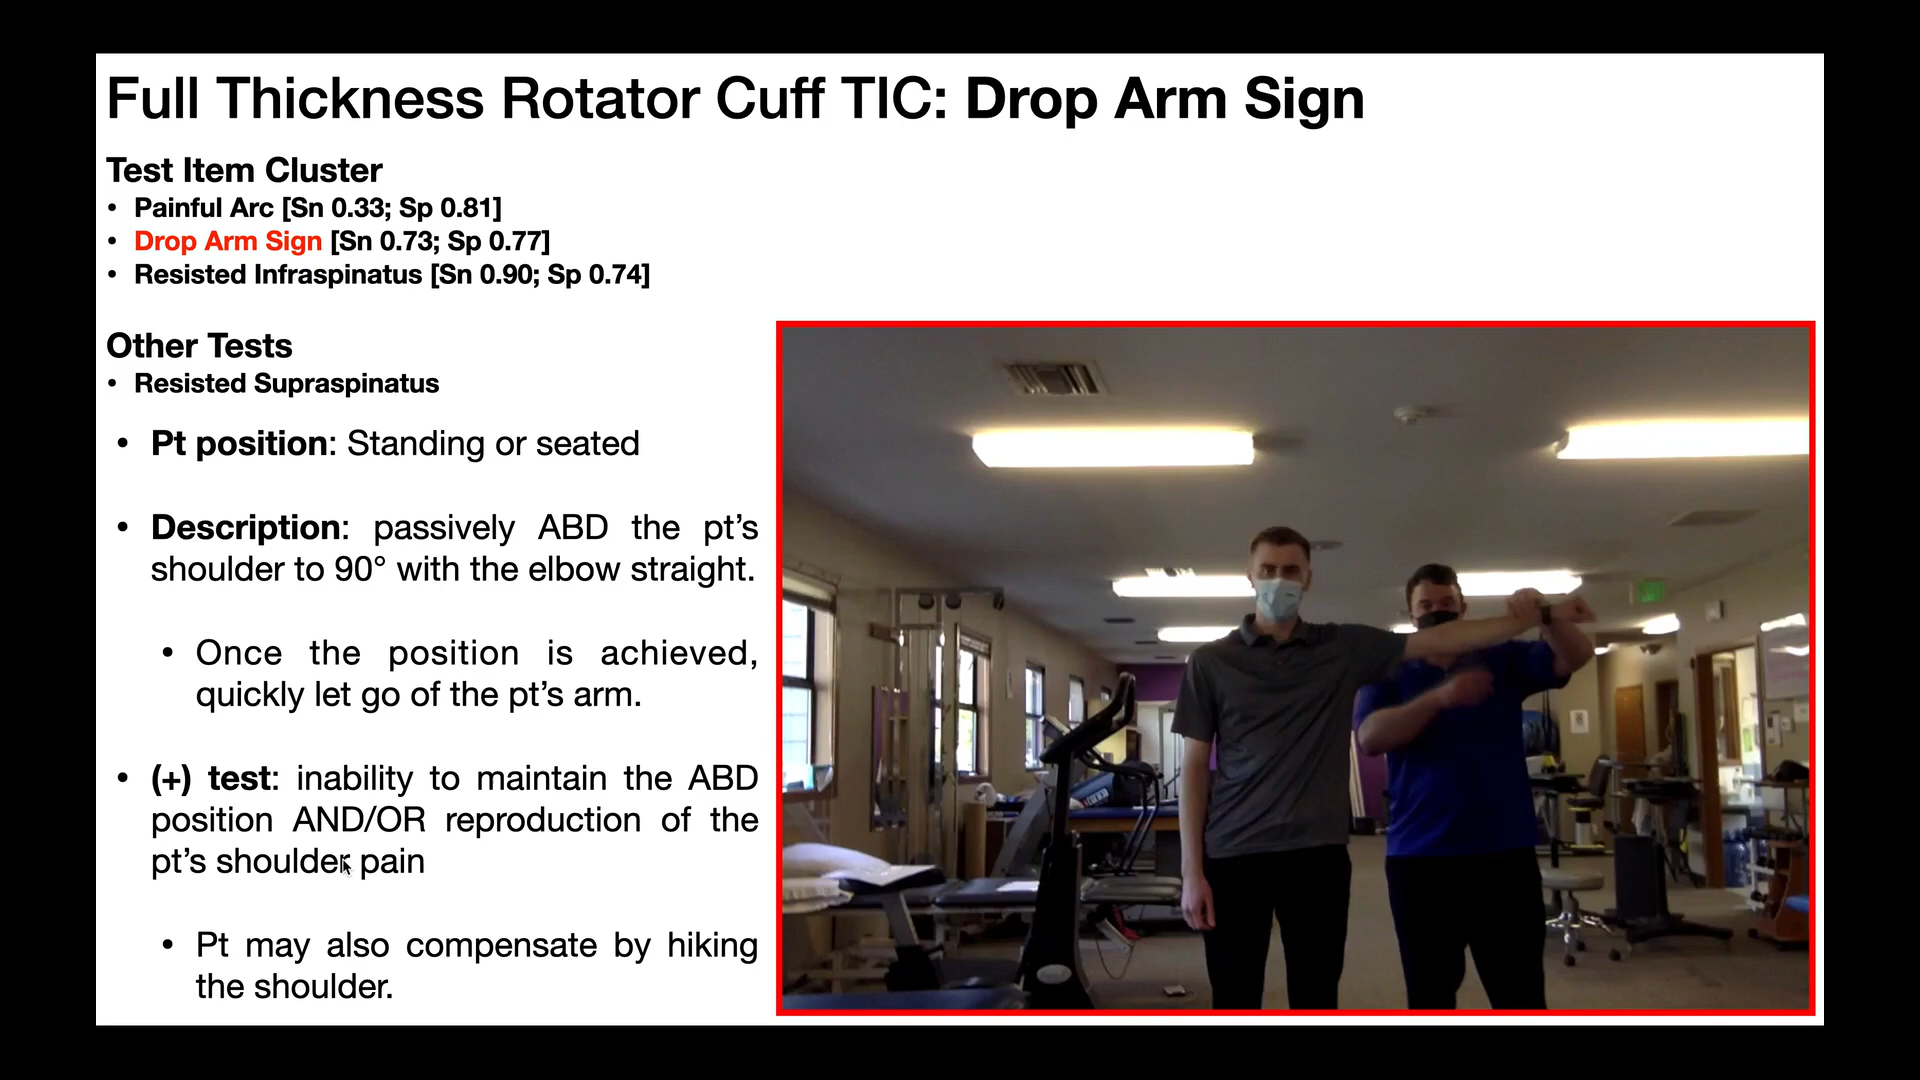 Full Thickness Rotator Cuff TIC: Drop Arm Sign
Test Item Cluster
• Painful Arc [Sn 0.33; Sp 0.81]
• Drop Arm Sign [Sn 0.73; Sp 0.77]
• Resisted Infraspinatus [Sn 0.90; Sp 0.74]
Other Tests
• Resisted Supraspinatus
• Pt position: Standing or seated
• Description: passively ABD the pt’s
shoulder to 90° with the elbow straight.
• Once the position is achieved,
quickly let go of the pt’s arm.
• (+) test: inability to maintain the ABD
position AND/OR reproduction of the
pt’s shoulder pain
• Pt may also compensate by hiking
the shoulder.